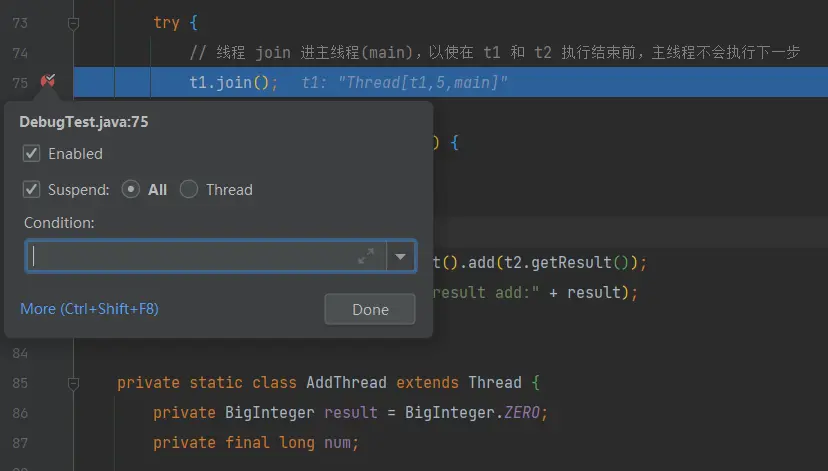 73 try {
74 // 线程 join 进主线程(main)，以使在 t1 和 t2 执行结束前，主线程不会执行下一步
75 t1.join(); t1: "Thread[t1,5,main]"
DebugTest.java:75
Enabled
) {
Suspend: All Thread
Condition:
t().add(t2.getResult());
result add:" + result);
More (Ctrl+Shift+F8) Done
84
85 private static class AddThread extends Thread {
86 private BigInteger result = BigInteger.ZERO;
87 private final long num;